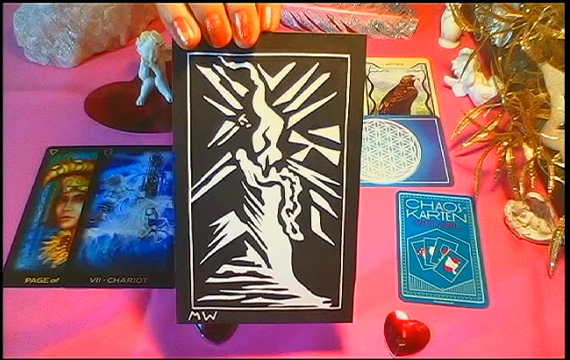 PAGE of
VII · CHARIOT
MW
CHAOS-
KARTEN